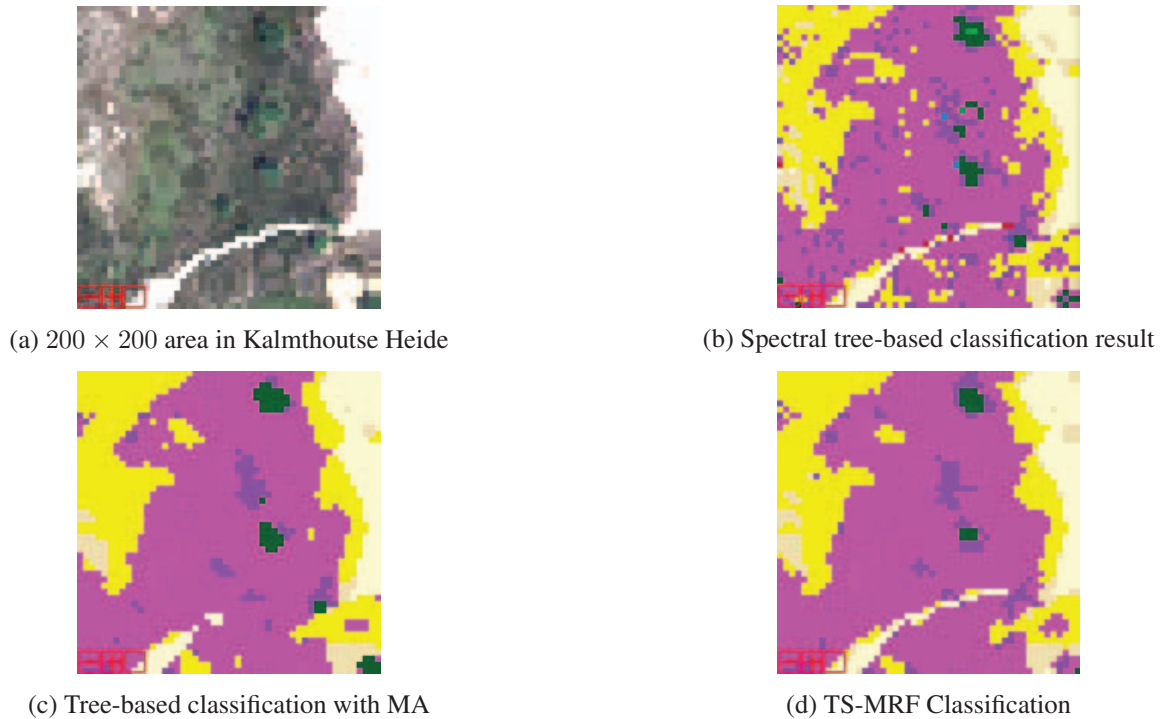 (a) 200 × 200 area in Kalmthoutse Heide
(b) Spectral tree-based classification result
(c) Tree-based classification with MA
(d) TS-MRF Classification